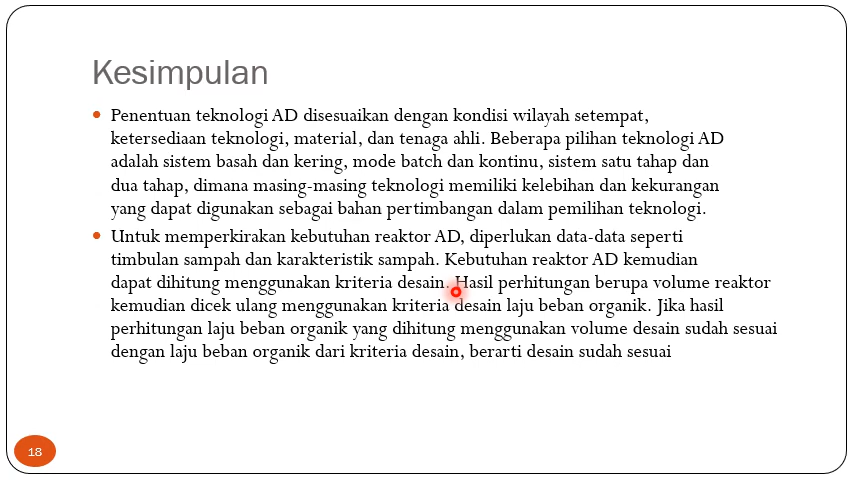 Kesimpulan
Penentuan teknologi AD disesuaikan dengan kondisi wilayah setempat,
ketersediaan teknologi, material, dan tenaga ahli. Beberapa pilihan teknologi AD
adalah sistem basah dan kering, mode batch dan kontinu, sistem satu tahap dan
dua tahap, dimana masing-masing teknologi memiliki kelebihan dan kekurangan
yang dapat digunakan sebagai bahan pertimbangan dalam pemilihan teknologi.
Untuk memperkirakan kebutuhan reaktor AD, diperlukan data-data seperti
timbulan sampah dan karakteristik sampah. Kebutuhan reaktor AD kemudian
dapat dihitung menggunakan kriteria desain. Hasil perhitungan berupa volume reaktor
kemudian dicek ulang menggunakan kriteria desain laju beban organik. Jika hasil
perhitungan laju beban organik yang dihitung menggunakan volume desain sudah sesuai
dengan laju beban organik dari kriteria desain, berarti desain sudah sesuai
18